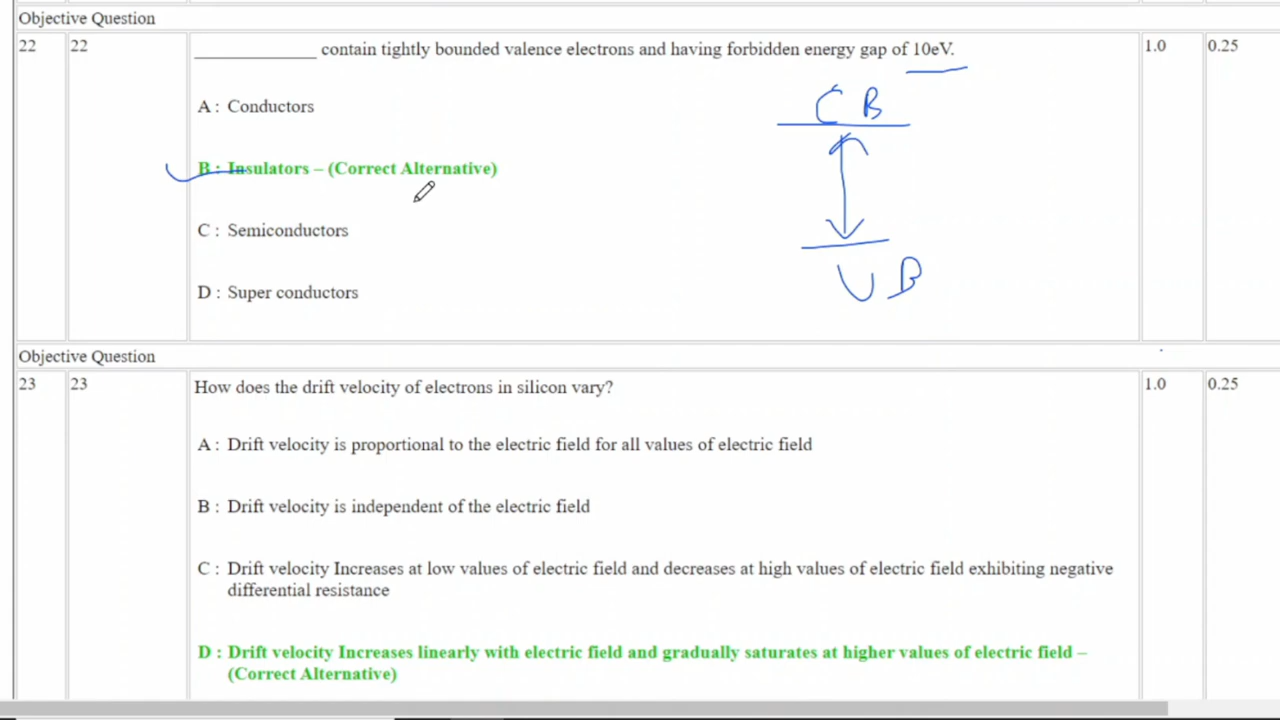 Objective Question
22 22 ____________ contain tightly bounded valence electrons and having forbidden energy gap of 10eV. 1.0 0.25
C B
A : Conductors
B : Insulators – (Correct Alternative)
C : Semiconductors
V B
D : Super conductors
Objective Question
23 23 How does the drift velocity of electrons in silicon vary? 1.0 0.25
A : Drift velocity is proportional to the electric field for all values of electric field
B : Drift velocity is independent of the electric field
C : Drift velocity Increases at low values of electric field and decreases at high values of electric field exhibiting negative
differential resistance
D : Drift velocity Increases linearly with electric field and gradually saturates at higher values of electric field –
(Correct Alternative)